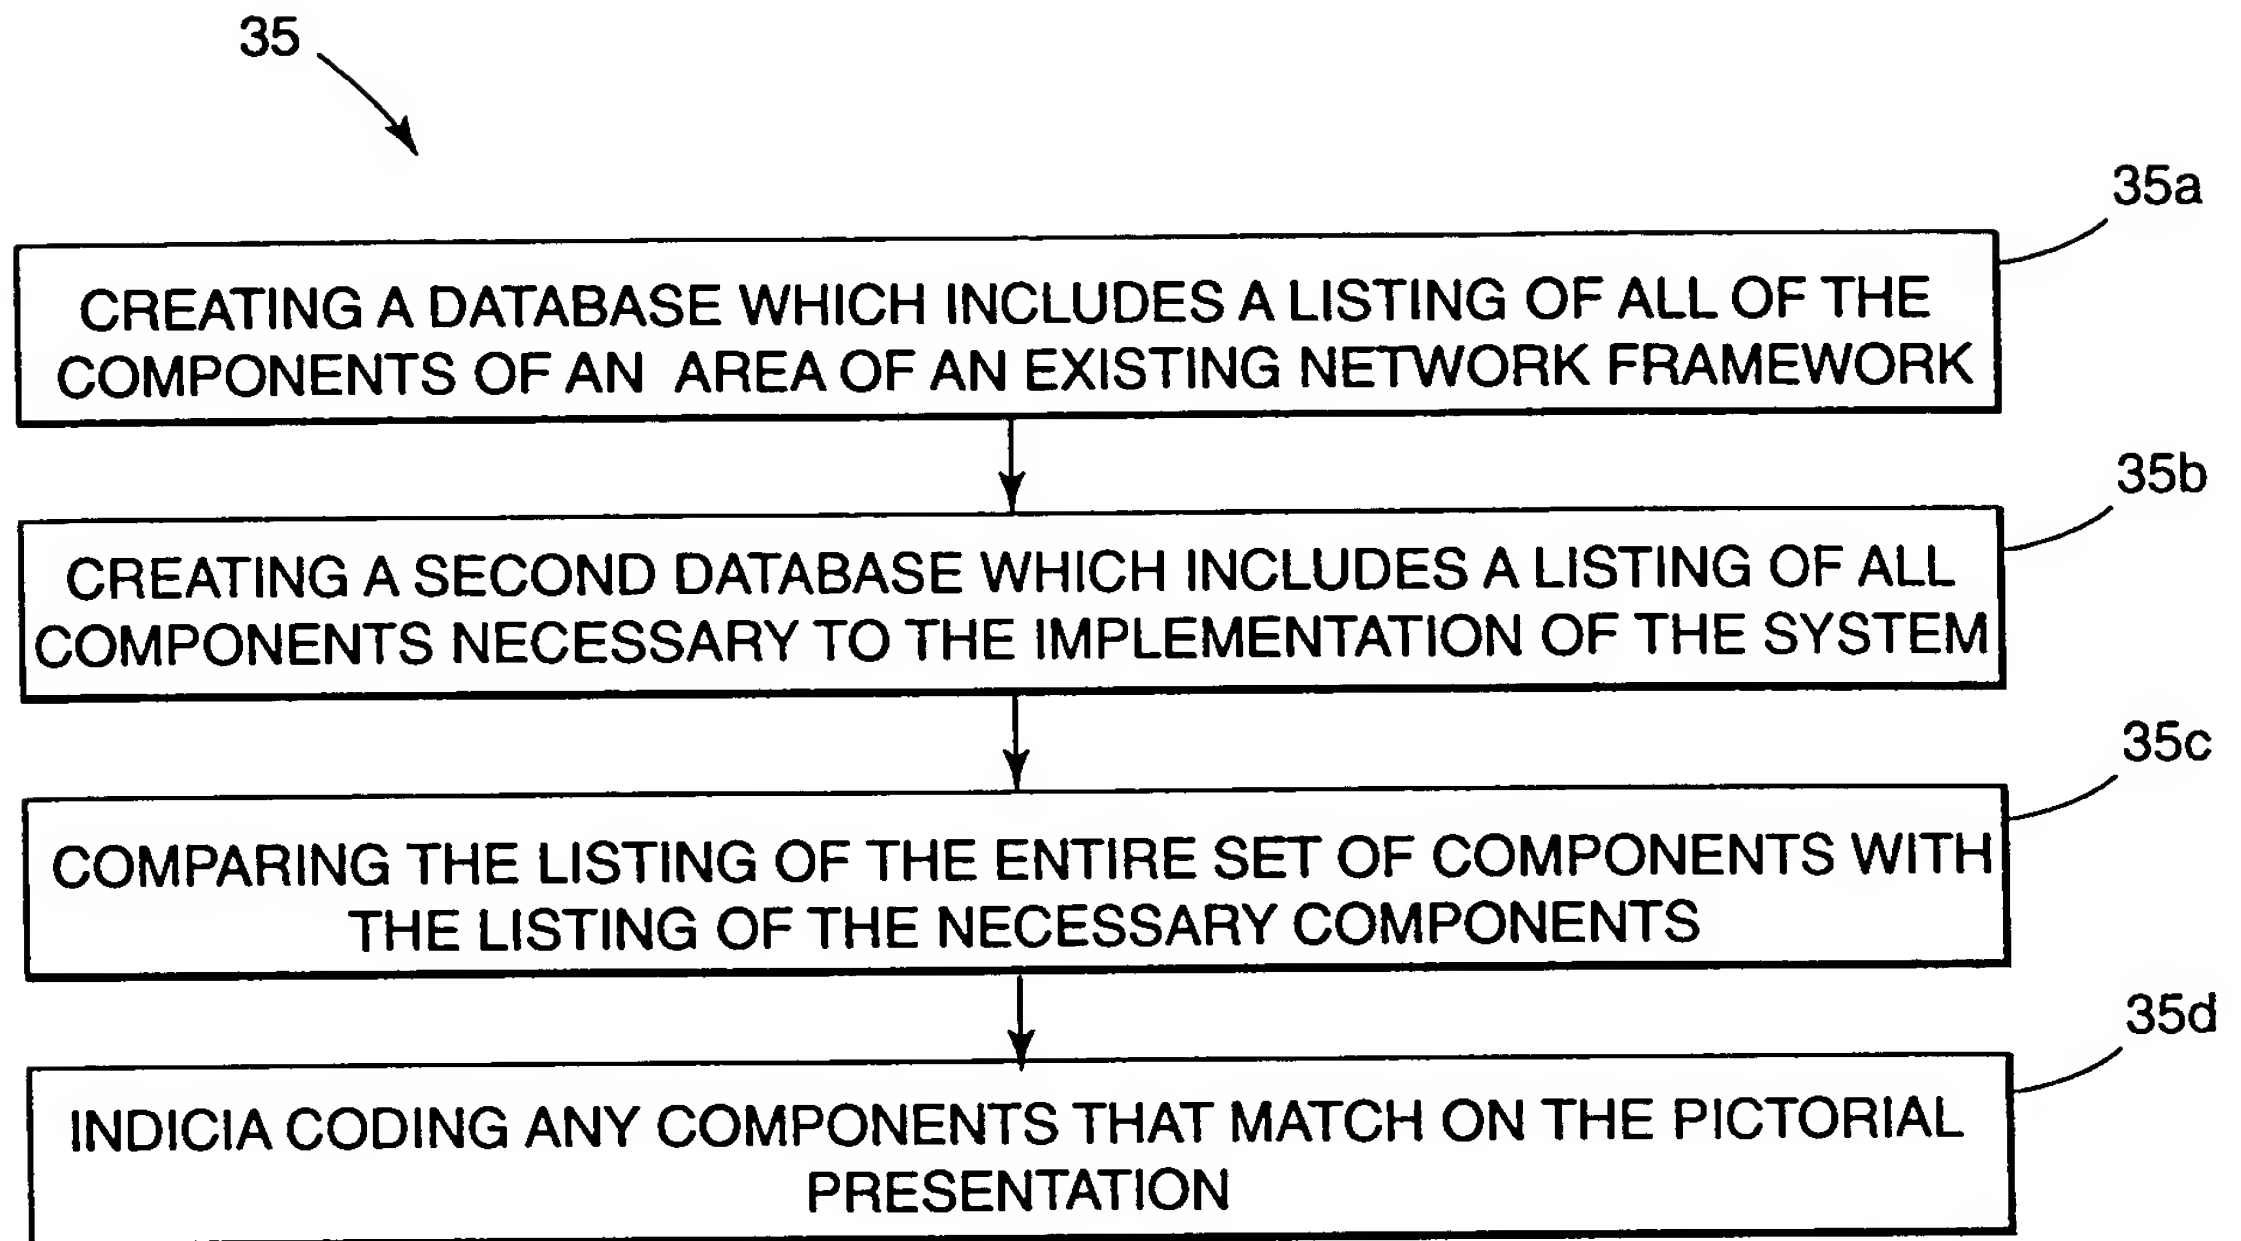 35
35a
CREATING A DATABASE WHICH INCLUDES A LISTING OF ALL OF THE
COMPONENTS OF AN AREA OF AN EXISTING NETWORK FRAMEWORK
35b
CREATING A SECOND DATABASE WHICH INCLUDES A LISTING OF ALL
COMPONENTS NECESSARY TO THE IMPLEMENTATION OF THE SYSTEM
35c
COMPARING THE LISTING OF THE ENTIRE SET OF COMPONENTS WITH
THE LISTING OF THE NECESSARY COMPONENTS
35d
INDICIA CODING ANY COMPONENTS THAT MATCH ON THE PICTORIAL
PRESENTATION